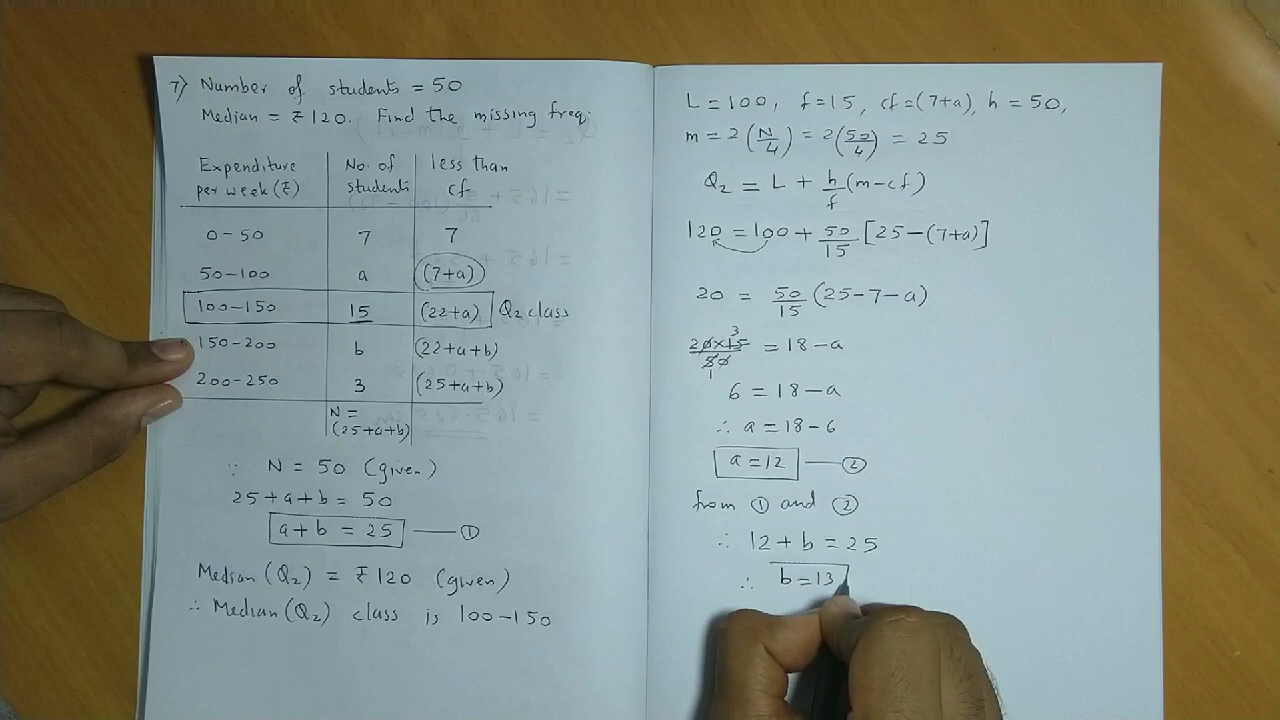 7) Number of students = 50
Median = ₹120. Find the missing freq.
Expenditure per week (₹) | No. of students | less than cf
0-50 | 7 | 7
50-100 | a | (7+a)
100-150 | 15 | (22+a) Q₂ class
150-200 | b | (22+a+b)
200-250 | 3 | (25+a+b)
N = (25+a+b)
∵ N = 50 (given)
25+a+b = 50
a+b = 25 —— ①
Median (Q₂) = ₹120 (given)
∴ Median (Q₂) class is 100-150
L=100, f=15, cf=(7+a), h=50,
m = 2(N/4) = 2(50/4) = 25
Q₂ = L + h/f (m-cf)
120 = 100 + 50/15 [25-(7+a)]
20 = 50/15 (25-7-a)
20×15/50 = 18-a
3
1
6 = 18-a
∴ a = 18-6
a = 12 —— ②
from ① and ②
∴ 12+b = 25
∴ b = 13